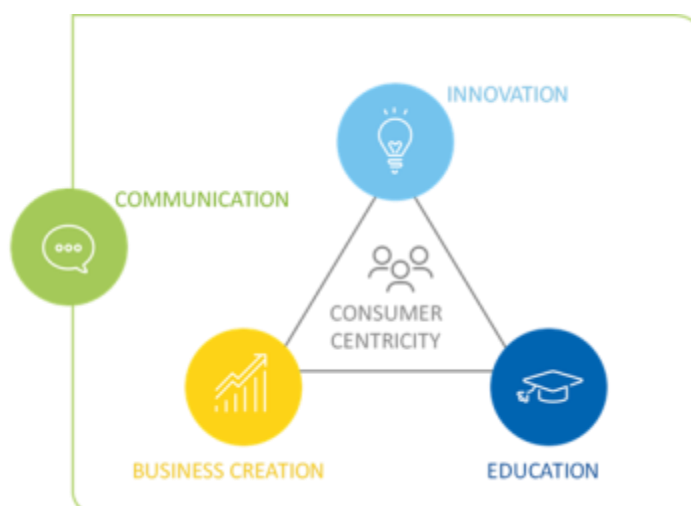 INNOVATION
COMMUNICATION
CONSUMER
CENTRICITY
BUSINESS CREATION
EDUCATION